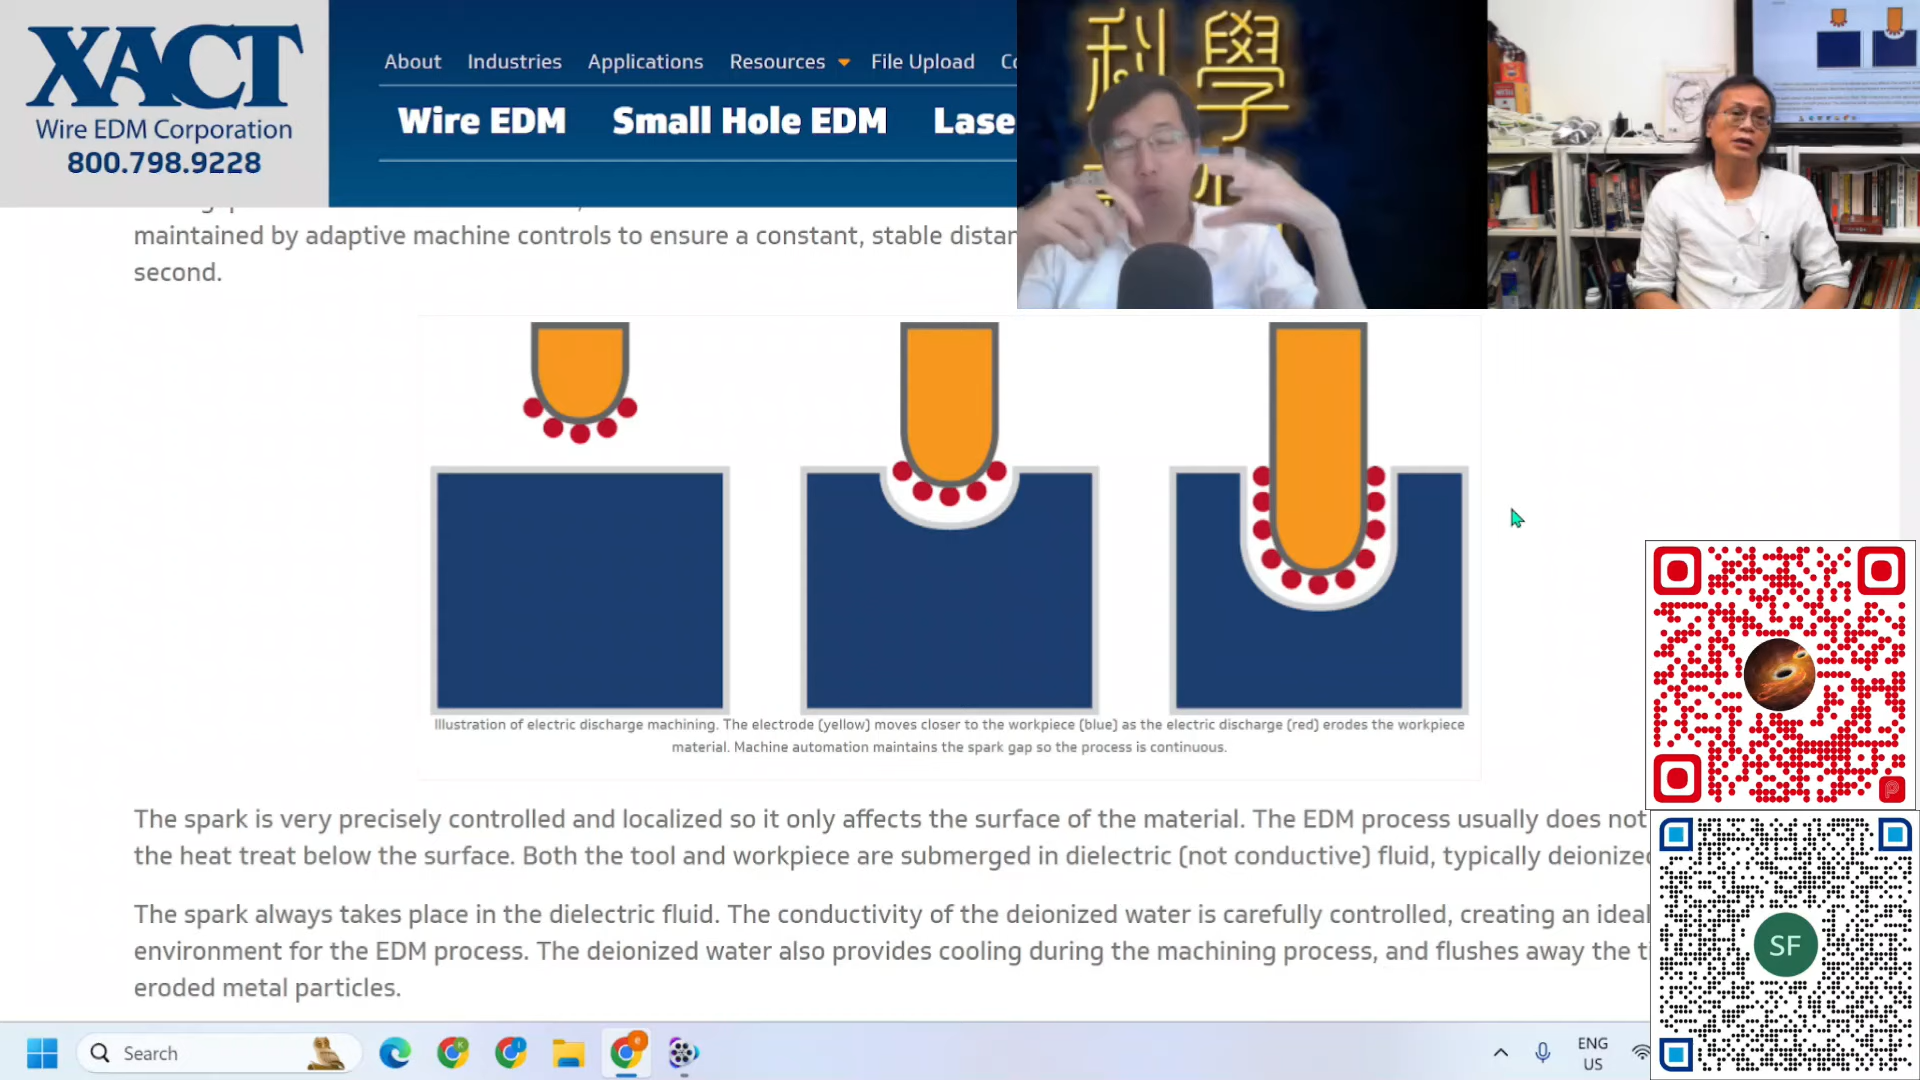 XACT
Wire EDM Corporation
800.798.9228
About Industries Applications Resources File Upload
Wire EDM Small Hole EDM Lase
科學
maintained by adaptive machine controls to ensure a constant, stable distan
second.
Illustration of electric discharge machining. The electrode (yellow) moves closer to the workpiece (blue) as the electric discharge (red) erodes the workpiece
material. Machine automation maintains the spark gap so the process is continuous.
The spark is very precisely controlled and localized so it only affects the surface of the material. The EDM process usually does not
the heat treat below the surface. Both the tool and workpiece are submerged in dielectric (not conductive) fluid, typically deionize
The spark always takes place in the dielectric fluid. The conductivity of the deionized water is carefully controlled, creating an ideal
environment for the EDM process. The deionized water also provides cooling during the machining process, and flushes away the
eroded metal particles.
SF
Search
ENG
US